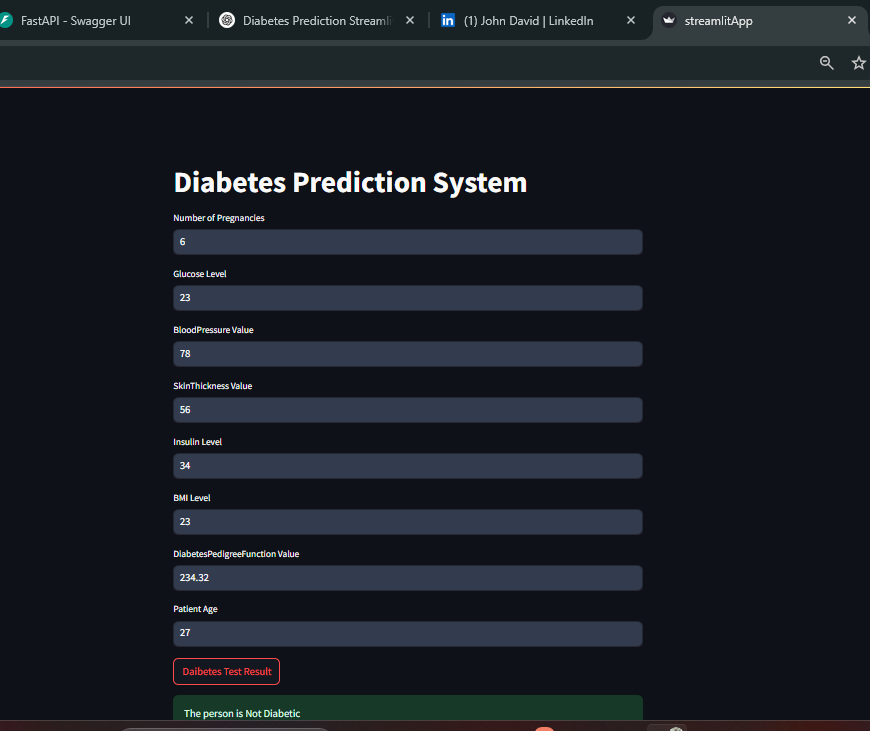 FastAPI - Swagger UI
Diabetes Prediction Streamli
in (1) John David | LinkedIn
streamlitApp
Diabetes Prediction System
Number of Pregnancies
6
Glucose Level
23
BloodPressure Value
78
SkinThickness Value
56
Insulin Level
34
BMI Level
23
DiabetesPedigreeFunction Value
234.32
Patient Age
27
Daibetes Test Result
The person is Not Diabetic